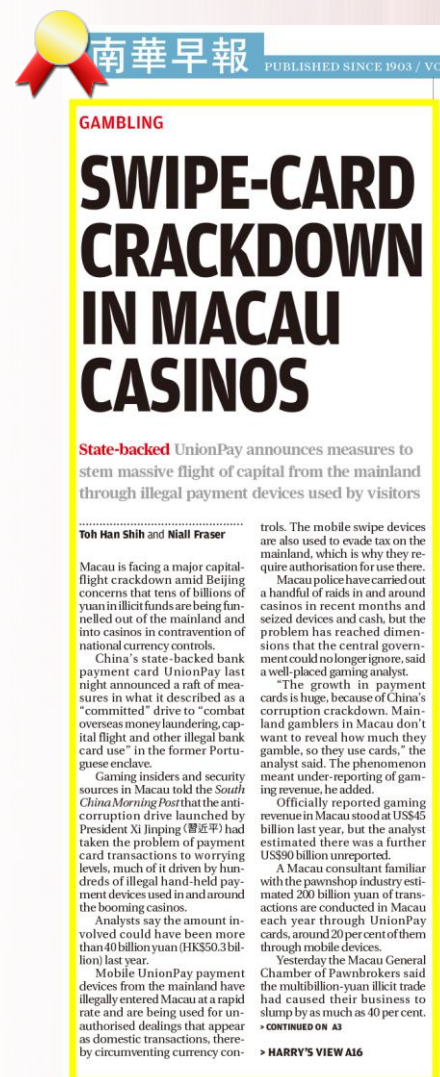 南華早報
PUBLISHED SINCE 1903 / VO
GAMBLING
SWIPE-CARD
CRACKDOWN
IN MACAU
CASINOS
State-backed UnionPay announces measures to
stem massive flight of capital from the mainland
through illegal payment devices used by visitors
Toh Han Shih and Niall Fraser
Macau is facing a major capital-
flight crackdown amid Beijing
concerns that tens of billions of
yuan in illicit funds are being fun-
nelled out of the mainland and
into casinos in contravention of
national currency controls.
China's state-backed bank
payment card UnionPay last
night announced a raft of mea-
sures in what it described as a
"committed" drive to "combat
overseas money laundering, cap-
ital flight and other illegal bank
card use" in the former Portu-
guese enclave.
Gaming insiders and security
sources in Macau told the South
China Morning Post that the anti-
corruption drive launched by
President Xi Jinping (習近平) had
taken the problem of payment
card transactions to worrying
levels, much of it driven by hun-
dreds of illegal hand-held pay-
ment devices used in and around
the booming casinos.
Analysts say the amount in-
volved could have been more
than 40 billion yuan (HK$50.3 bil-
lion) last year.
Mobile UnionPay payment
devices from the mainland have
illegally entered Macau at a rapid
rate and are being used for un-
authorised dealings that appear
as domestic transactions, there-
by circumventing currency con-
trols. The mobile swipe devices
are also used to evade tax on the
mainland, which is why they re-
quire authorisation for use there.
Macau police have carried out
a handful of raids in and around
casinos in recent months and
seized devices and cash, but the
problem has reached dimen-
sions that the central govern-
ment could no longer ignore, said
a well-placed gaming analyst.
"The growth in payment
cards is huge, because of China's
corruption crackdown. Main-
land gamblers in Macau don't
want to reveal how much they
gamble, so they use cards," the
analyst said. The phenomenon
meant under-reporting of gam-
ing revenue, he added.
Officially reported gaming
revenue in Macau stood at US$45
billion last year, but the analyst
estimated there was a further
US$90 billion unreported.
A Macau consultant familiar
with the pawnshop industry esti-
mated 200 billion yuan of trans-
actions are conducted in Macau
each year through UnionPay
cards, around 20 per cent of them
through mobile devices.
Yesterday the Macau General
Chamber of Pawnbrokers said
the multibillion-yuan illicit trade
had caused their business to
slump by as much as 40 per cent.
> CONTINUED ON A3
> HARRY'S VIEW A16